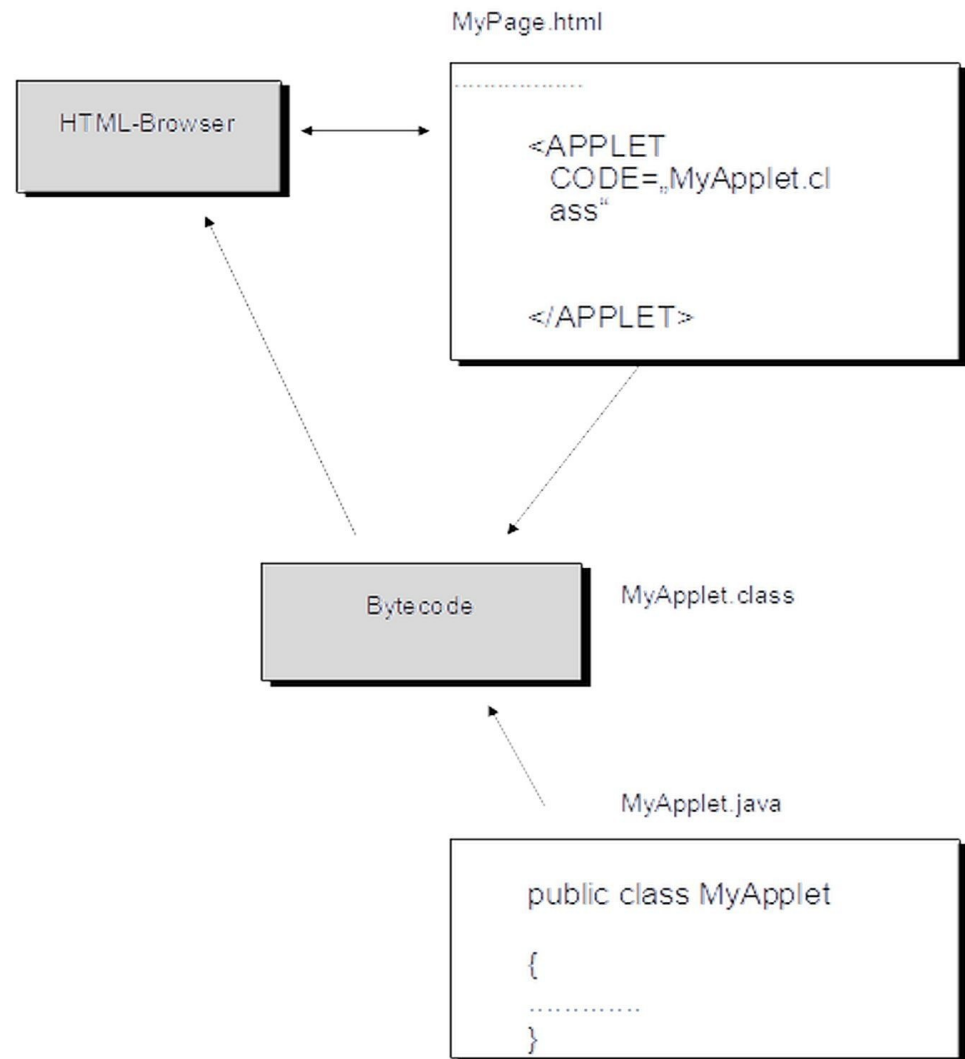 MyPage.html
HTML-Browser
....................
<APPLET
CODE=„MyApplet.cl
ass“
</APPLET>
Bytecode
MyApplet.class
MyApplet.java
public class MyApplet
{
.............
}